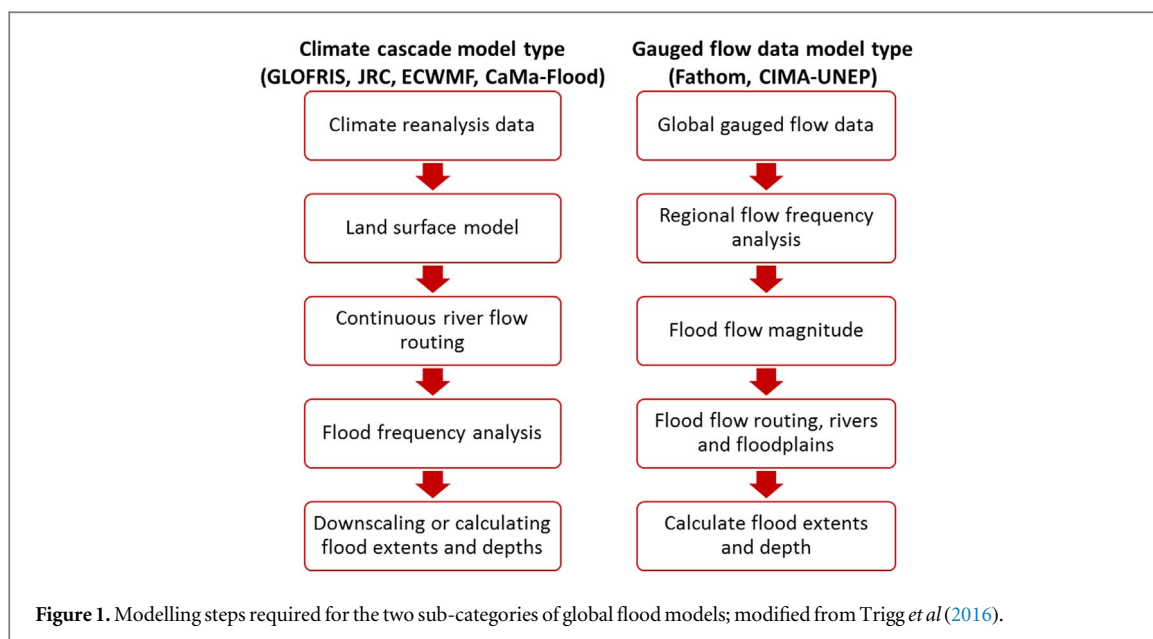 Climate cascade model type
(GLOFRIS, JRC, ECWMF, CaMa-Flood)
Climate reanalysis data
Land surface model
Continuous river flow
routing
Flood frequency analysis
Downscaling or calculating
flood extents and depths
Gauged flow data model type
(Fathom, CIMA-UNEP)
Global gauged flow data
Regional flow frequency
analysis
Flood flow magnitude
Flood flow routing, rivers
and floodplains
Calculate flood extents
and depth
Figure 1. Modelling steps required for the two sub-categories of global flood models; modified from Trigg et al (2016).